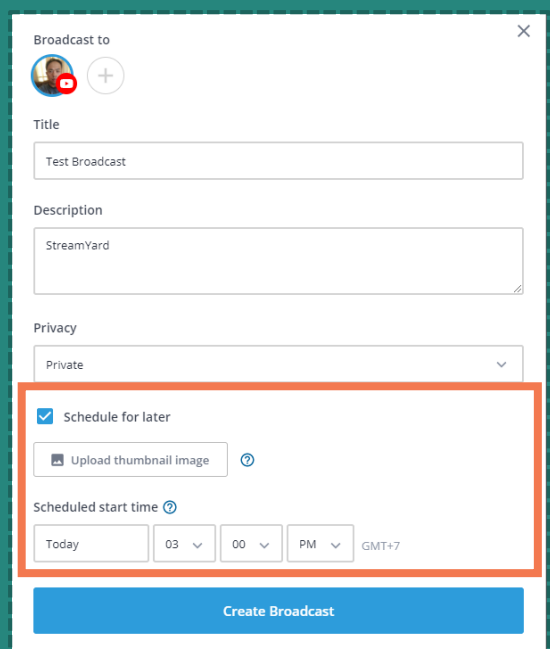 Broadcast to
Title
Test Broadcast
Description
StreamYard
Privacy
Private
Schedule for later
Upload thumbnail image ?
Scheduled start time ?
Today 03 00 PM GMT+7
Create Broadcast